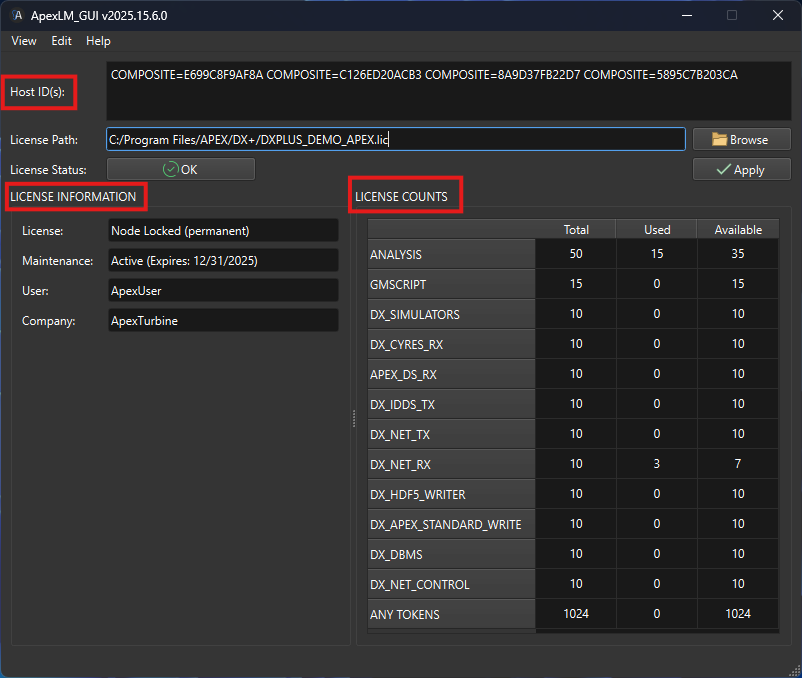 ApexLM_GUI v2025.15.6.0
View Edit Help
Host ID(s): COMPOSITE=E699C8F9AF8A COMPOSITE=C126ED20ACB3 COMPOSITE=8A9D37FB22D7 COMPOSITE=5895C7B203CA
License Path: C:/Program Files/APEX/DX+/DXPLUS_DEMO_APEX.lic Browse
License Status: OK Apply
LICENSE INFORMATION
License: Node Locked (permanent)
Maintenance: Active (Expires: 12/31/2025)
User: ApexUser
Company: ApexTurbine
LICENSE COUNTS
Total Used Available
ANALYSIS 50 15 35
GMSCRIPT 15 0 15
DX_SIMULATORS 10 0 10
DX_CYRES_RX 10 0 10
APEX_DS_RX 10 0 10
DX_IDDS_TX 10 0 10
DX_NET_TX 10 0 10
DX_NET_RX 10 3 7
DX_HDF5_WRITER 10 0 10
DX_APEX_STANDARD_WRITE 10 0 10
DX_DBMS 10 0 10
DX_NET_CONTROL 10 0 10
ANY TOKENS 1024 0 1024